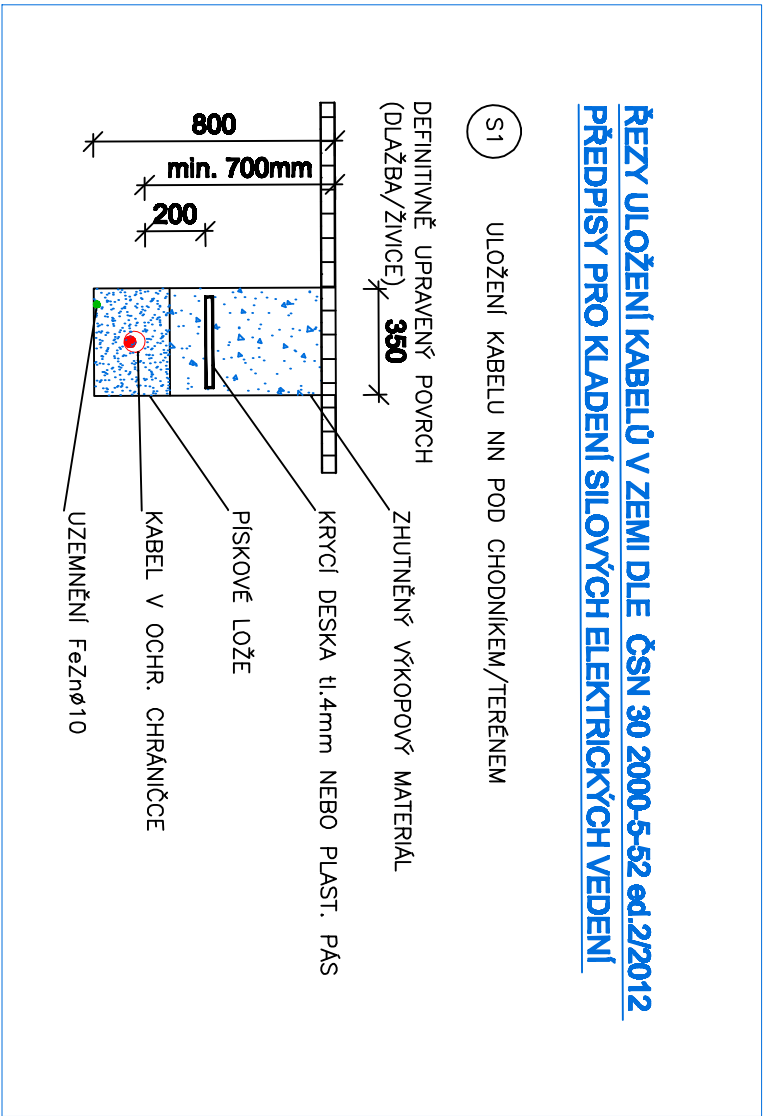 ŘEZY ULOŽENÍ KABELŮ V ZEMI DLE ČSN 30 2000-5-52 ed.2/2012
PŘEDPISY PRO KLADENÍ SILOVÝCH ELEKTRICKÝCH VEDENÍ
S1
ULOŽENÍ KABELU NN POD CHODNÍKEM/TERÉNEM
DEFINITIVNĚ UPRAVENÝ POVRCH
(DLAŽBA/ŽIVICE)
350
800
min. 700mm
200
ZHUTNĚNÝ VÝKOPOVÝ MATERIÁL
KRYCÍ DESKA tl.4mm NEBO PLAST. PÁS
PÍSKOVÉ LOŽE
KABEL V OCHR. CHRÁNIČCE
UZEMNĚNÍ FeZnø10